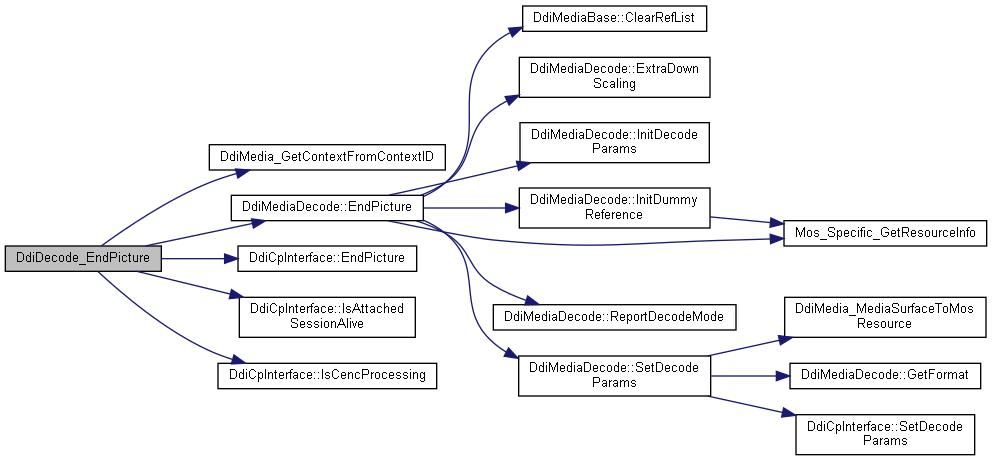 DdiMediaBase::ClearRefList
DdiMediaDecode::ExtraDown
Scaling
DdiMediaDecode::InitDecode
Params
DdiMedia_GetContextFromContextID
DdiMediaDecode::EndPicture
DdiMediaDecode::InitDummy
Reference
Mos_Specific_GetResourceInfo
DdiDecode_EndPicture
DdiCpInterface::EndPicture
DdiCpInterface::IsAttached
SessionAlive
DdiMediaDecode::ReportDecodeMode
DdiMedia_MediaSurfaceToMos
Resource
DdiCpInterface::IsCencProcessing
DdiMediaDecode::SetDecode
Params
DdiMediaDecode::GetFormat
DdiCpInterface::SetDecode
Params